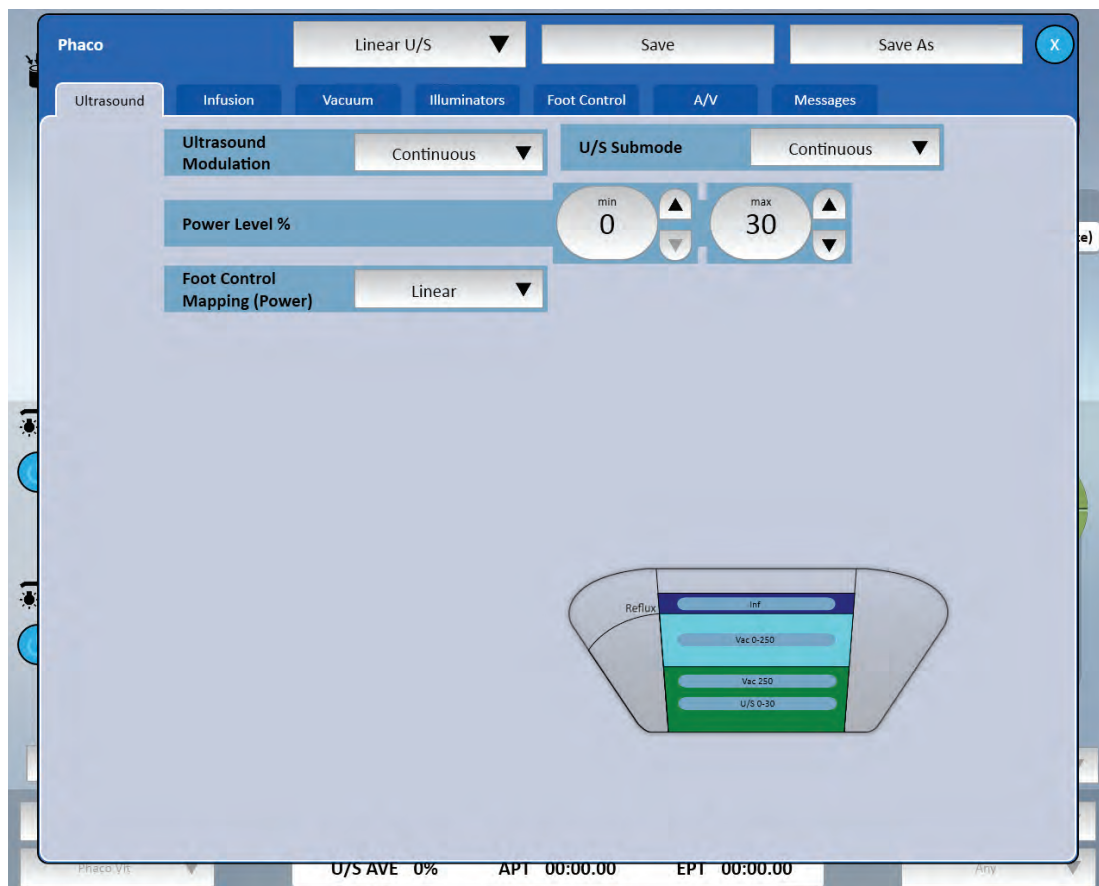 Phaco
Linear U/S
Save
Save As
X
Ultrasound
Infusion
Vacuum
Illuminators
Foot Control
A/V
Messages
Ultrasound
Modulation
Continuous
U/S Submode
Continuous
Power Level %
min
0
max
30
Foot Control
Mapping (Power)
Linear
Reflux
Inf
Vac 0-250
Vac 250
U/S 0-30
Phaco Vit
U/S AVE 0% APT 00:00.00 EPT 00:00.00
Any